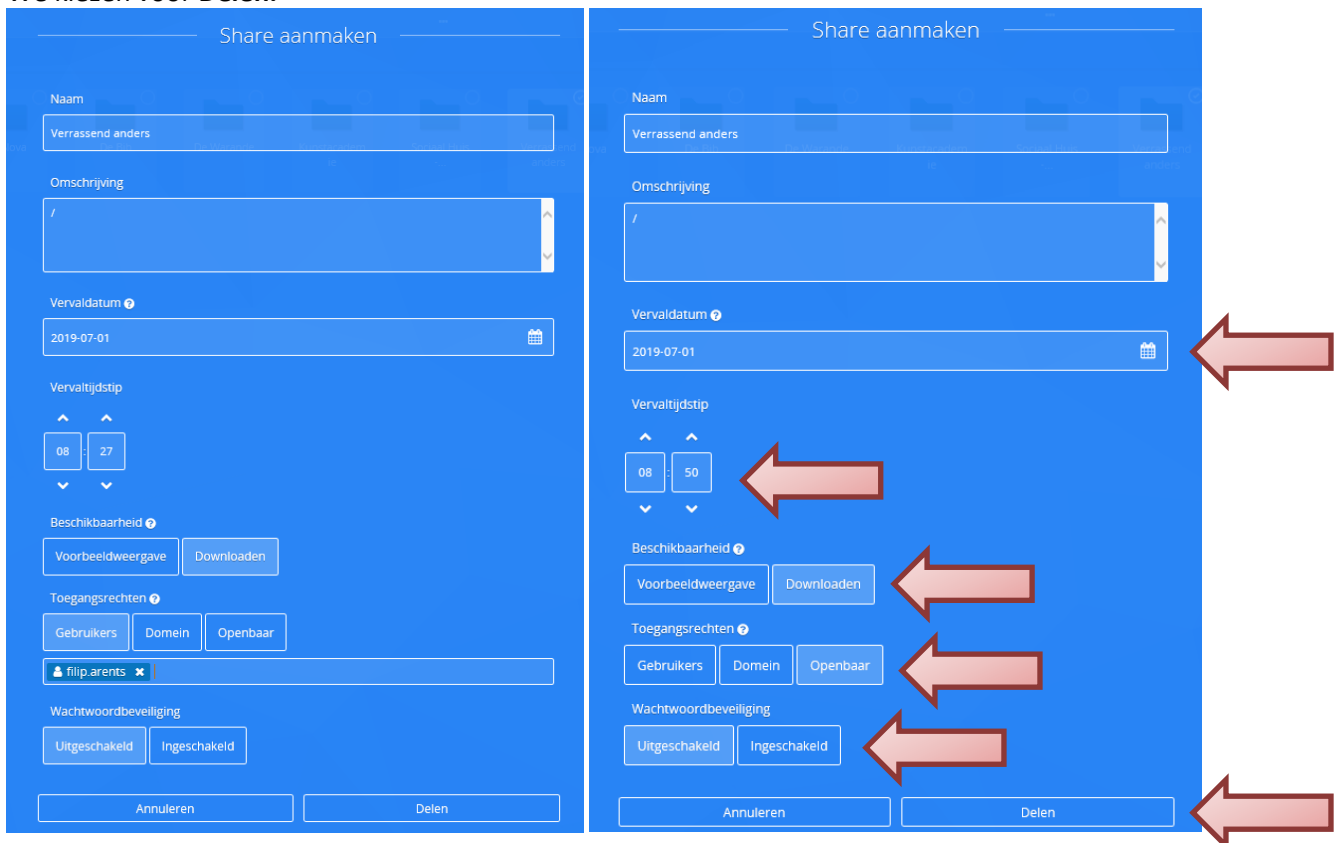 Share aanmaken
Naam
Verrassend anders
Omschrijving
/
Vervaldatum
2019-07-01
Vervaltijdstip
08 : 27
Beschikbaarheid
Voorbeeldweergave Downloaden
Toegangsrechten
Gebruikers Domein Openbaar
filip.arents ×
Wachtwoordbeveiliging
Uitgeschakeld Ingeschakeld
Annuleren Delen
Share aanmaken
Naam
Verrassend anders
Omschrijving
/
Vervaldatum
2019-07-01
Vervaltijdstip
08 : 50
Beschikbaarheid
Voorbeeldweergave Downloaden
Toegangsrechten
Gebruikers Domein Openbaar
Wachtwoordbeveiliging
Uitgeschakeld Ingeschakeld
Annuleren Delen